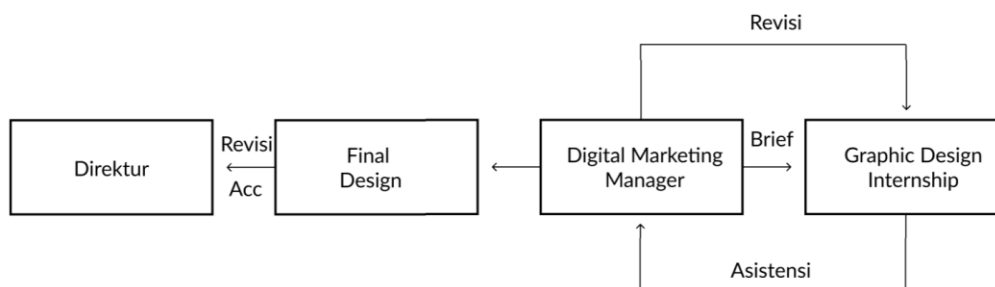 Revisi
Direktur
Revisi
Acc
Final
Design
Digital Marketing
Manager
Brief
Graphic Design
Internship
Asistensi